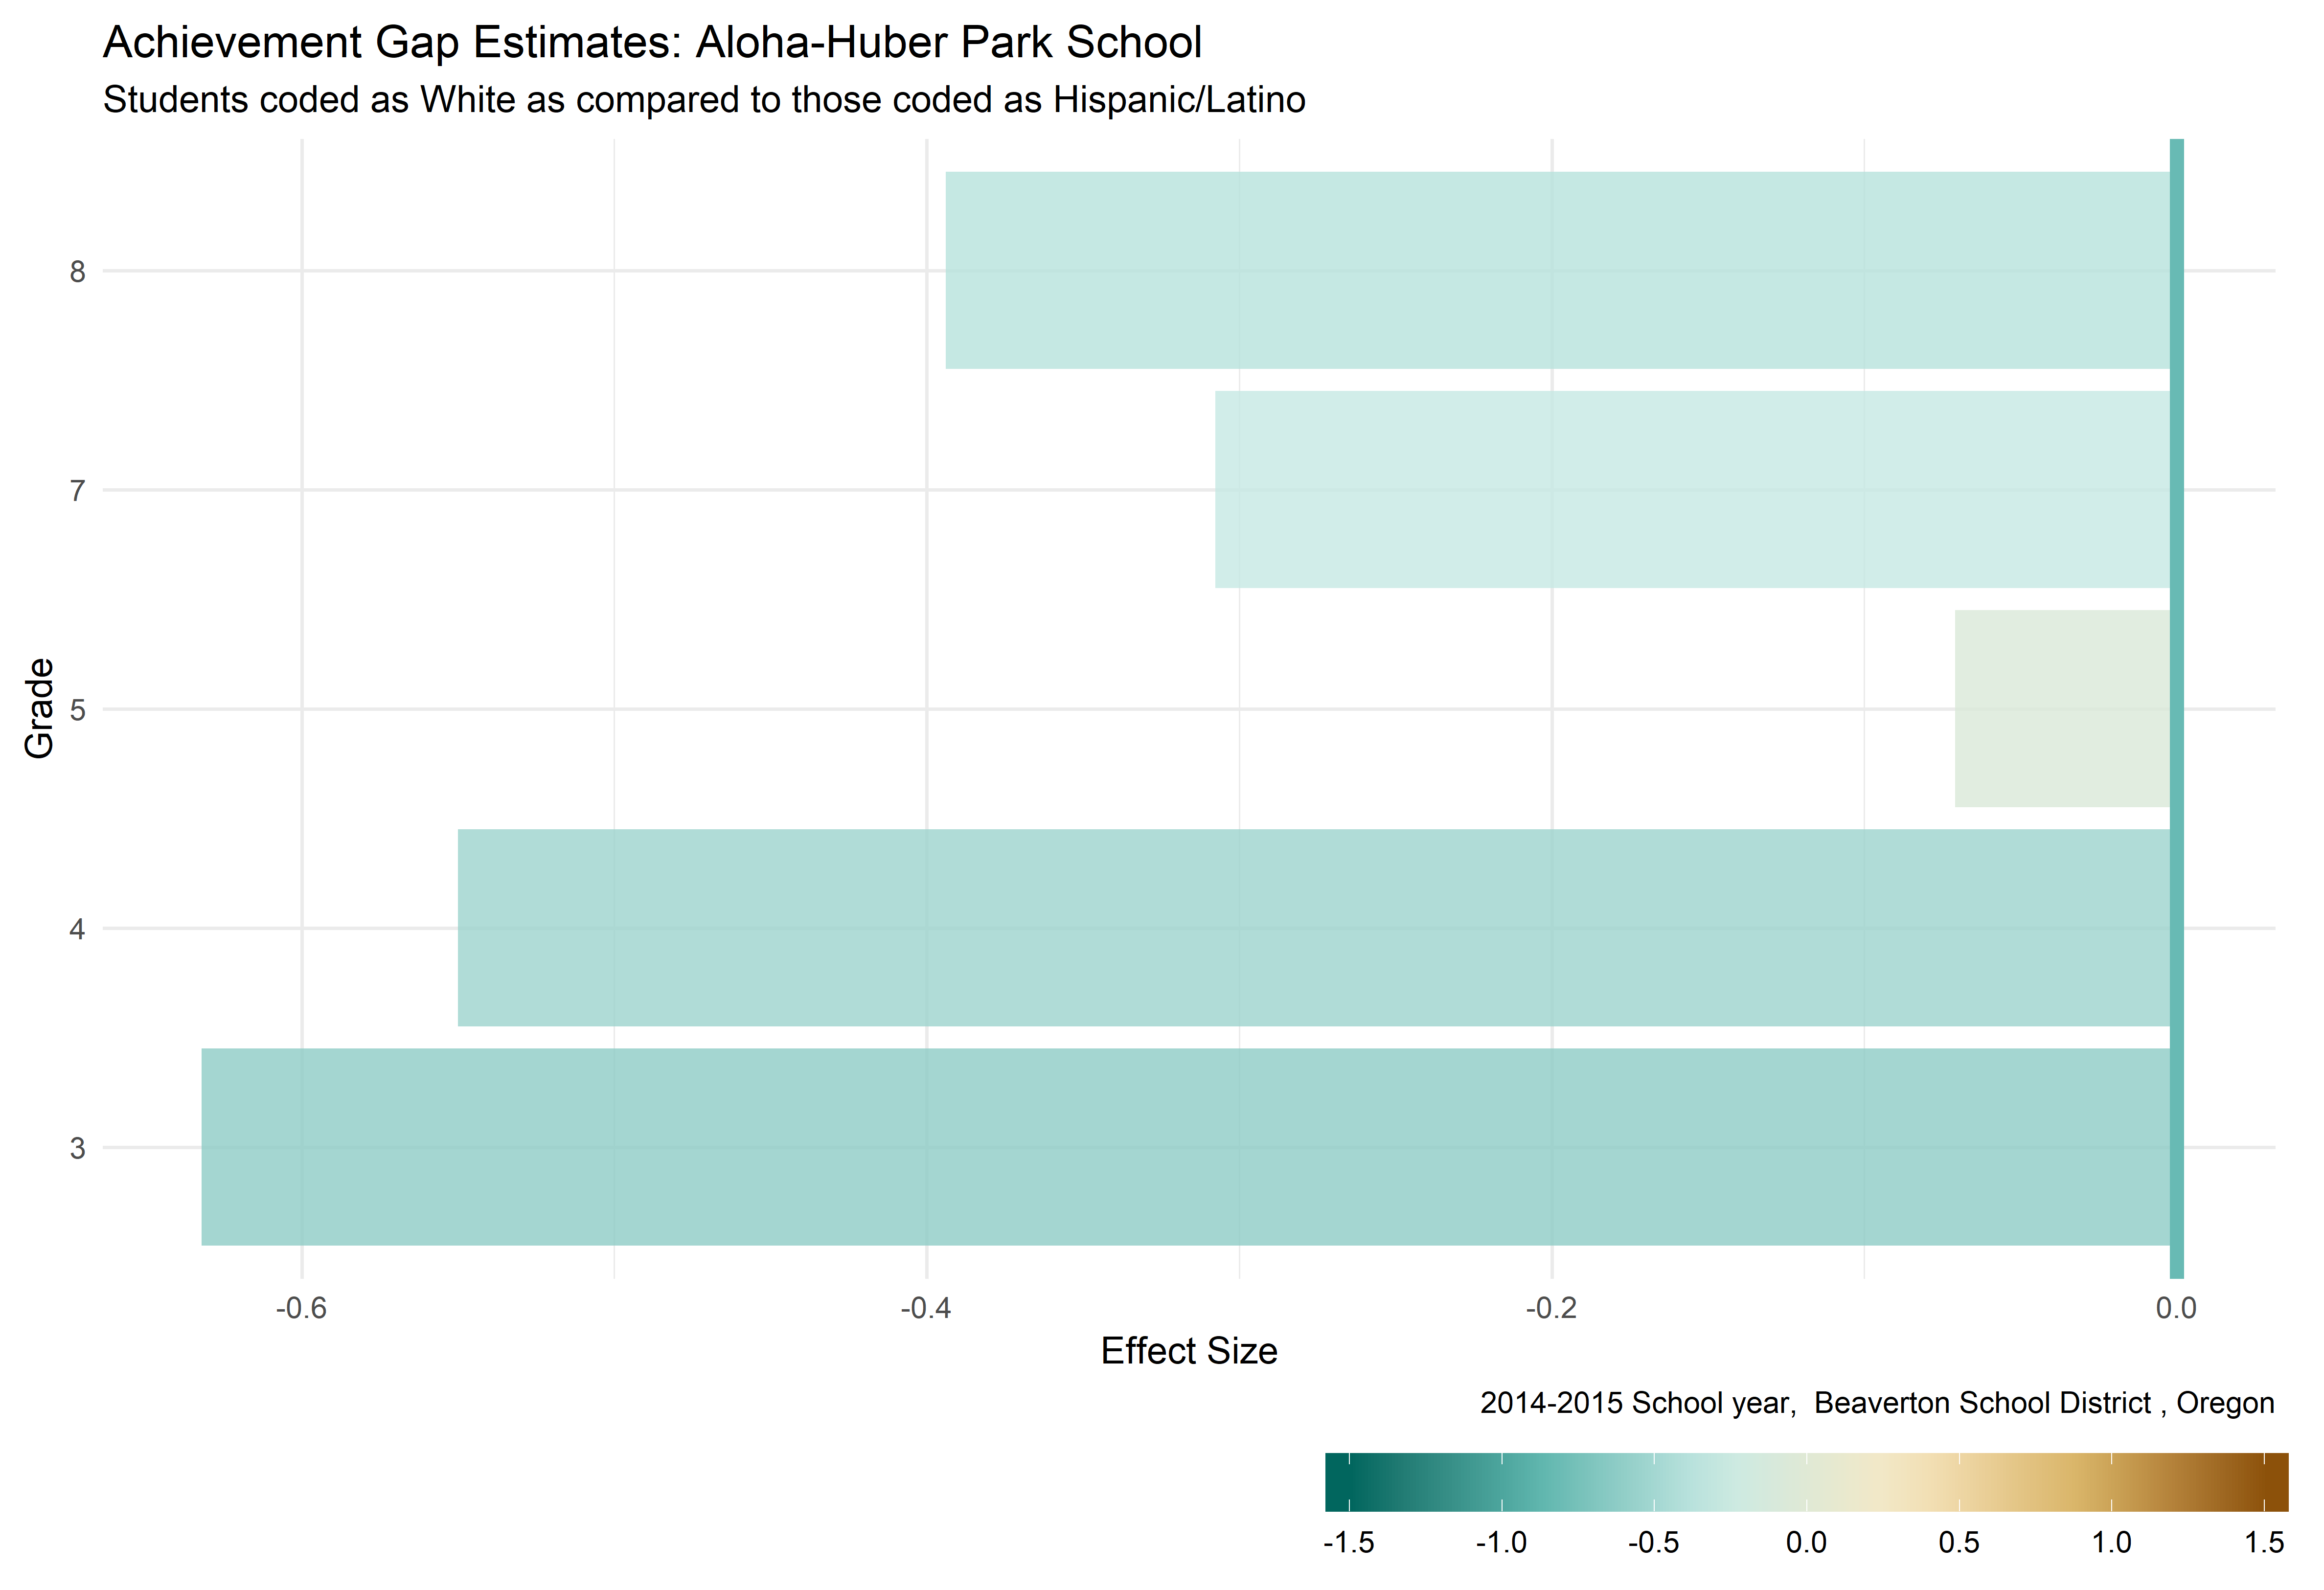 Achievement Gap Estimates: Aloha-Huber Park School
Students coded as White as compared to those coded as Hispanic/Latino
Grade
8
7
5
4
3
-0.6 -0.4 -0.2 0.0
Effect Size
2014-2015 School year,  Beaverton School District , Oregon
-1.5 -1.0 -0.5 0.0 0.5 1.0 1.5